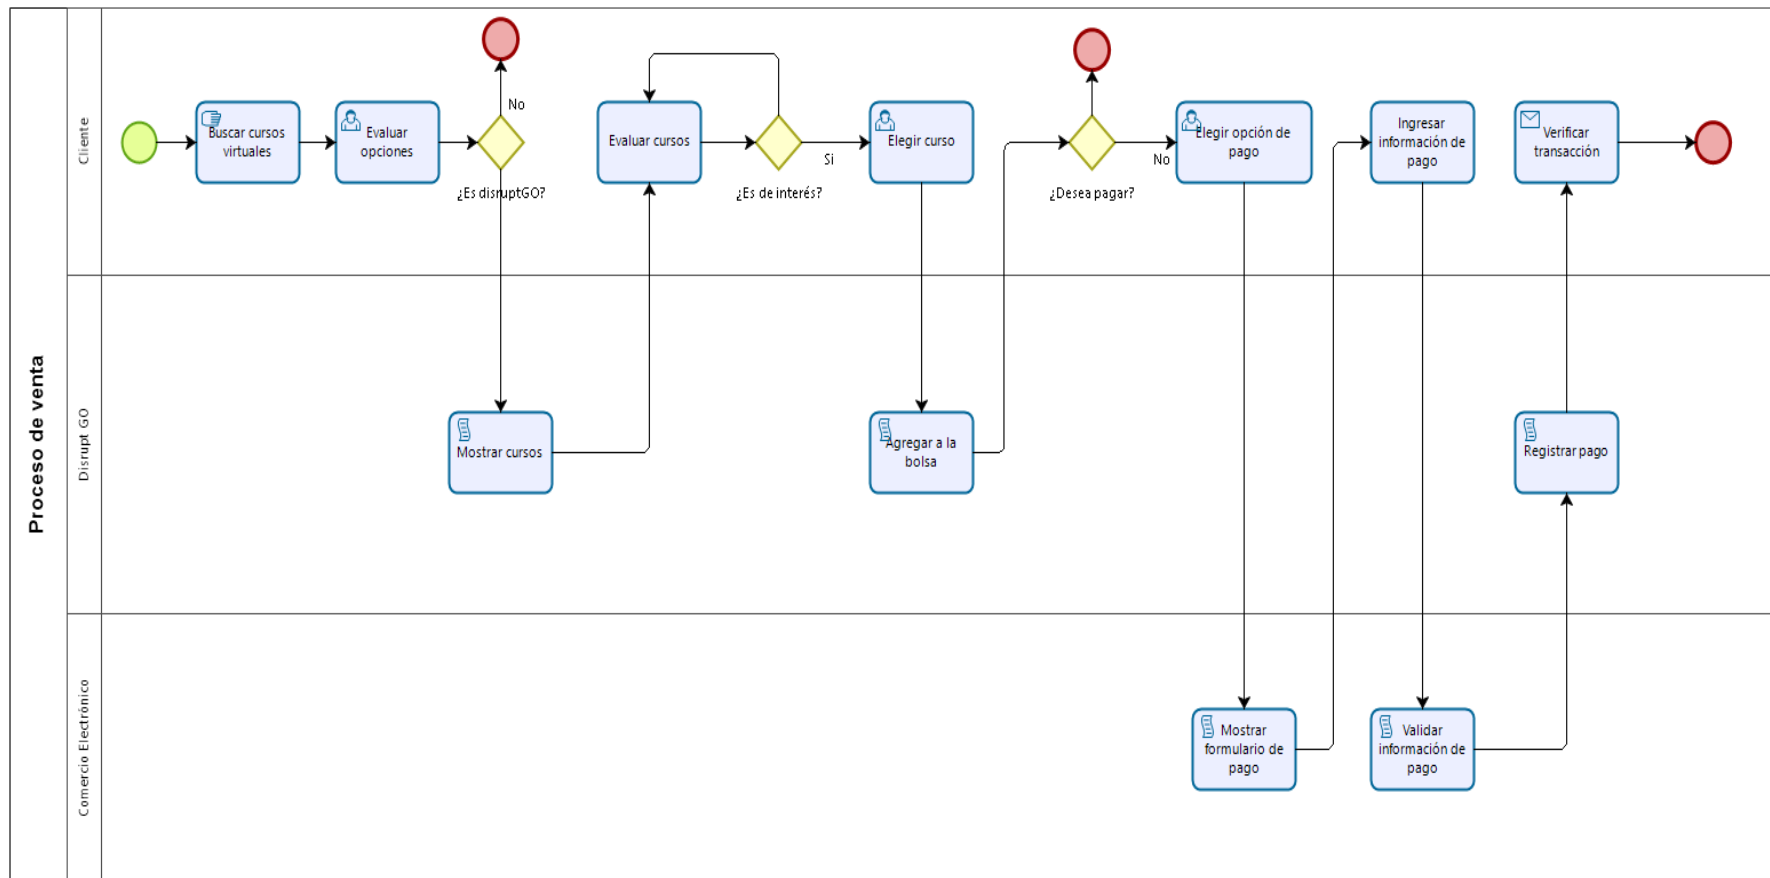 Proceso de venta
Cliente
Buscar cursos
virtuales
Evaluar
opciones
No
¿Es disruptGO?
Evaluar cursos
¿Es de interés?
Si
Elegir curso
¿Desea pagar?
No
Elegir opción de
pago
Ingresar
información de
pago
Verificar
transacción
Disrupt GO
Mostrar cursos
Agregar a la
bolsa
Registrar pago
Comercio Electrónico
Mostrar
formulario de
pago
Validar
información de
pago